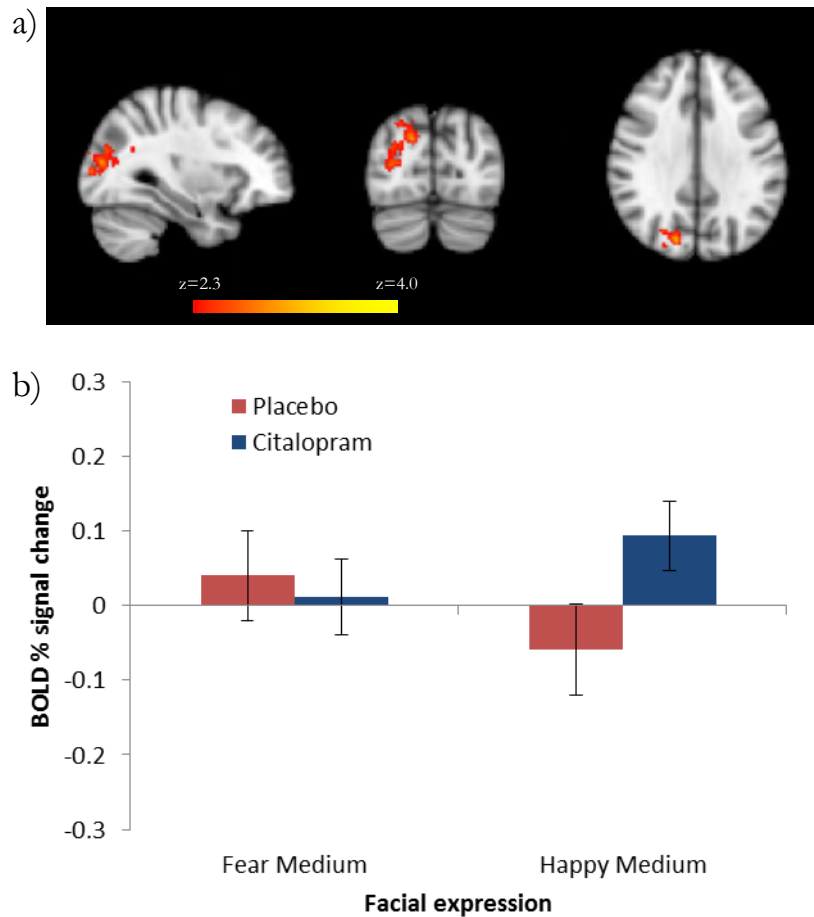 a)
z=2.3 z=4.0
b)
0.3
Placebo
Citalopram
0.2
0.1
0
-0.1
-0.2
-0.3
BOLD % signal change
Fear Medium Happy Medium
Facial expression